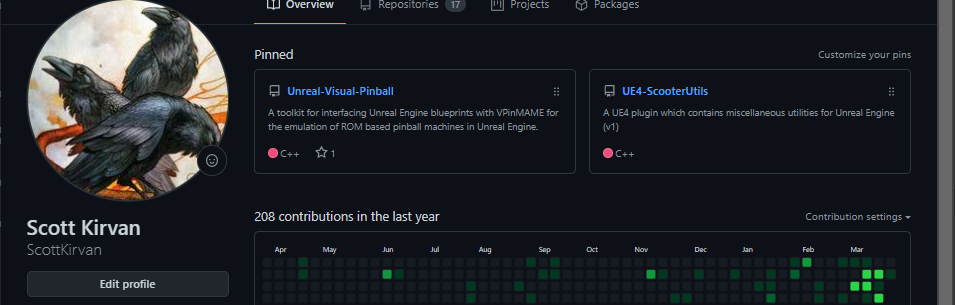 Overview
Repositories 17
Projects
Packages
Pinned
Customize your pins
Unreal-Visual-Pinball
A toolkit for interfacing Unreal Engine blueprints with VPinMAME for
the emulation of ROM based pinball machines in Unreal Engine.
C++ 1
UE4-ScooterUtils
A UE4 plugin which contains miscellaneous utilities for Unreal Engine
(v1)
C++
Scott Kirvan
ScottKirvan
Edit profile
208 contributions in the last year
Contribution settings
Apr May Jun Jul Aug Sep Oct Nov Dec Jan Feb Mar